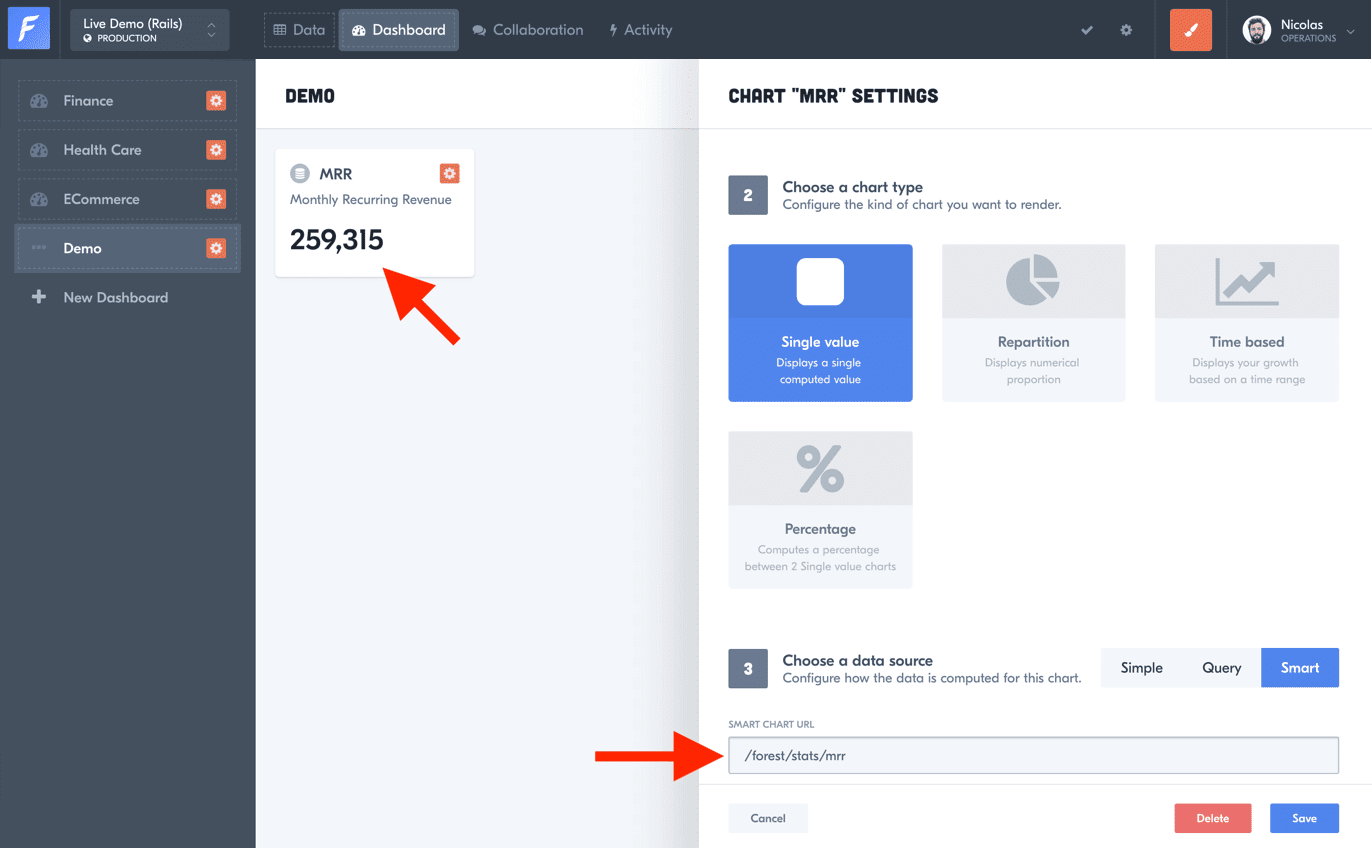 Live Demo (Rails)
PRODUCTION
Data
Dashboard
Collaboration
Activity
Nicolas
OPERATIONS
Finance
Health Care
ECommerce
Demo
New Dashboard
DEMO
MRR
Monthly Recurring Revenue
259,315
CHART "MRR" SETTINGS
2
Choose a chart type
Configure the kind of chart you want to render.
Single value
Displays a single
computed value
Repartition
Displays numerical
proportion
Time based
Displays your growth
based on a time range
%
Percentage
Computes a percentage
between 2 Single value charts
3
Choose a data source
Configure how the data is computed for this chart.
Simple
Query
Smart
SMART CHART URL
/forest/stats/mrr
Cancel
Delete
Save